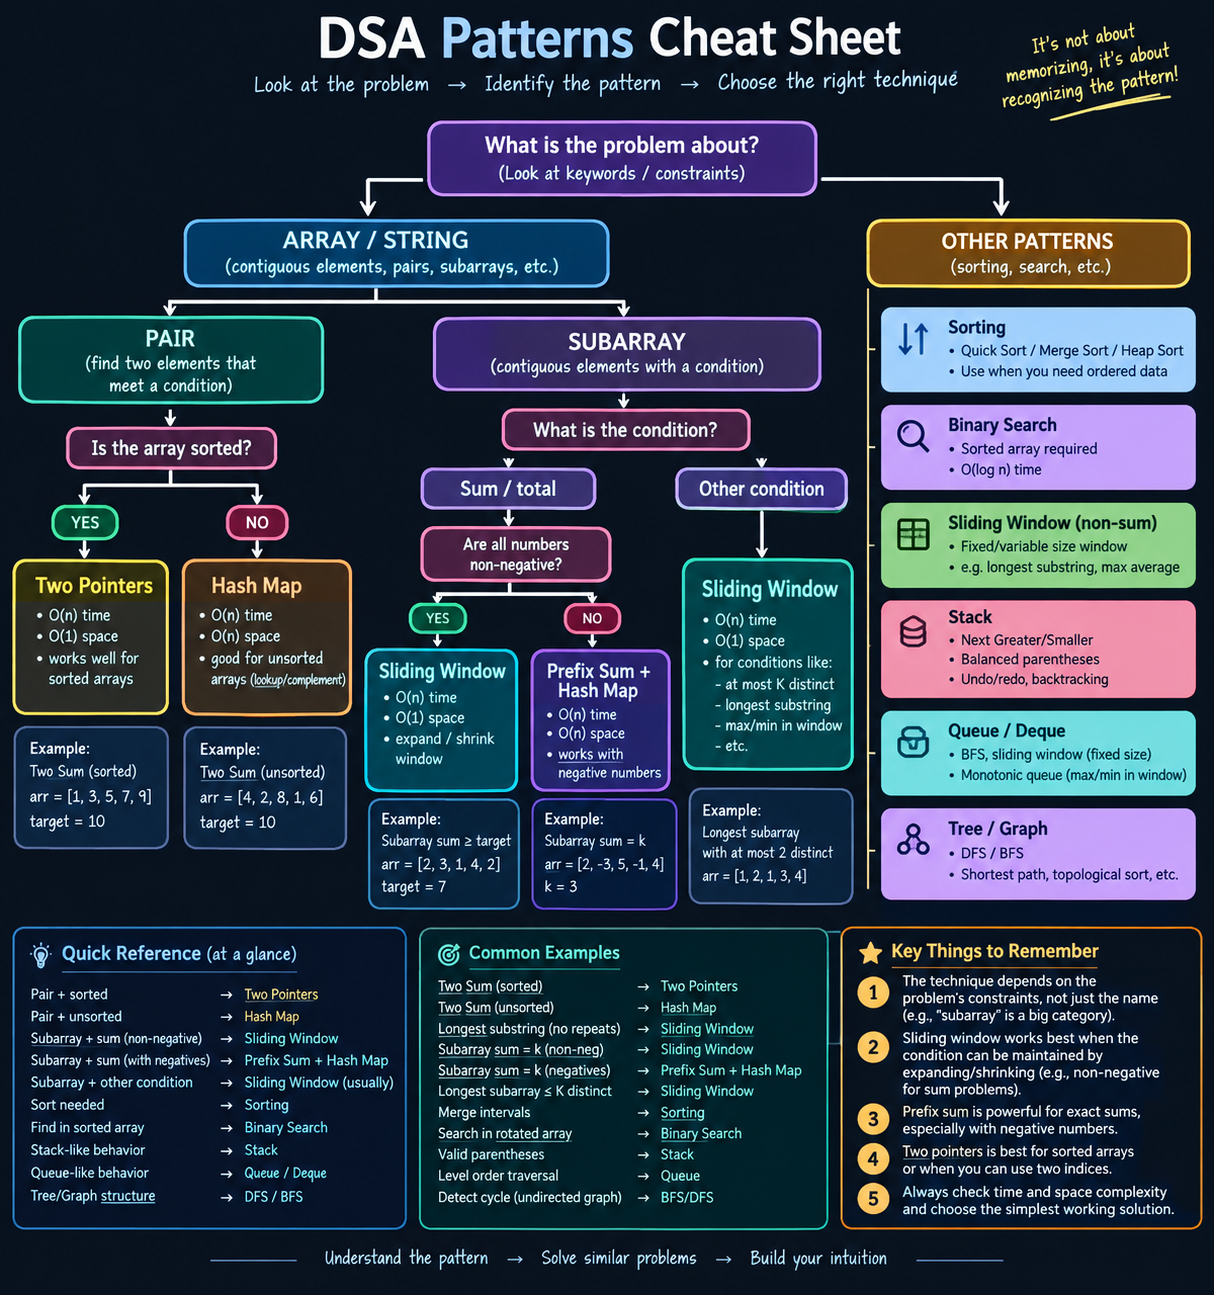 DSA Patterns Cheat Sheet
Look at the problem → Identify the pattern → Choose the right technique
It's not about
memorizing, it's about
recognizing the pattern!
What is the problem about?
(Look at keywords / constraints)
ARRAY / STRING
(contiguous elements, pairs, subarrays, etc.)
PAIR
(find two elements that
meet a condition)
Is the array sorted?
YES
NO
Two Pointers
• O(n) time
• O(1) space
• works well for
sorted arrays
Example:
Two Sum (sorted)
arr = [1, 3, 5, 7, 9]
target = 10
Hash Map
• O(n) time
• O(n) space
• good for unsorted
arrays (lookup/complement)
Example:
Two Sum (unsorted)
arr = [4, 2, 8, 1, 6]
target = 10
SUBARRAY
(contiguous elements with a condition)
What is the condition?
Sum / total
Are all numbers
non-negative?
YES
NO
Sliding Window
• O(n) time
• O(1) space
• expand / shrink
window
Example:
Subarray sum ≥ target
arr = [2, 3, 1, 4, 2]
target = 7
Prefix Sum +
Hash Map
• O(n) time
• O(n) space
• works with
negative numbers
Example:
Subarray sum = k
arr = [2, -3, 5, -1, 4]
k = 3
Other condition
Sliding Window
• O(n) time
• O(1) space
• for conditions like:
- at most K distinct
- longest substring
- max/min in window
- etc.
Example:
Longest subarray
with at most 2 distinct
arr = [1, 2, 1, 3, 4]
OTHER PATTERNS
(sorting, search, etc.)
Sorting
• Quick Sort / Merge Sort / Heap Sort
• Use when you need ordered data
Binary Search
• Sorted array required
• O(log n) time
Sliding Window (non-sum)
• Fixed/variable size window
• e.g. longest substring, max average
Stack
• Next Greater/Smaller
• Balanced parentheses
• Undo/redo, backtracking
Queue / Deque
• BFS, sliding window (fixed size)
• Monotonic queue (max/min in window)
Tree / Graph
• DFS / BFS
• Shortest path, topological sort, etc.
Quick Reference (at a glance)
Pair + sorted → Two Pointers
Pair + unsorted → Hash Map
Subarray + sum (non-negative) → Sliding Window
Subarray + sum (with negatives) → Prefix Sum + Hash Map
Subarray + other condition → Sliding Window (usually)
Sort needed → Sorting
Find in sorted array → Binary Search
Stack-like behavior → Stack
Queue-like behavior → Queue / Deque
Tree/Graph structure → DFS / BFS
Common Examples
Two Sum (sorted) → Two Pointers
Two Sum (unsorted) → Hash Map
Longest substring (no repeats) → Sliding Window
Subarray sum = k (non-neg) → Sliding Window
Subarray sum = k (negatives) → Prefix Sum + Hash Map
Longest subarray ≤ K distinct → Sliding Window
Merge intervals → Sorting
Search in rotated array → Binary Search
Valid parentheses → Stack
Level order traversal → Queue
Detect cycle (undirected graph) → BFS/DFS
Key Things to Remember
1 The technique depends on the
problem's constraints, not just the name
(e.g., "subarray" is a big category).
2 Sliding window works best when the
condition can be maintained by
expanding/shrinking (e.g., non-negative
for sum problems).
3 Prefix sum is powerful for exact sums,
especially with negative numbers.
4 Two pointers is best for sorted arrays
or when you can use two indices.
5 Always check time and space complexity
and choose the simplest working solution.
Understand the pattern → Solve similar problems → Build your intuition